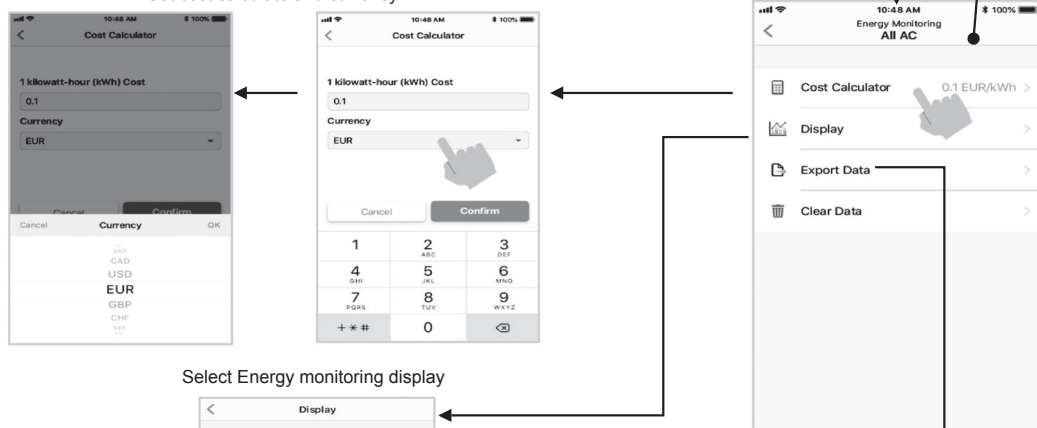 10:48 AM
100%
Cost Calculator
1 kilowatt-hour (kWh) Cost
0.1
Currency
EUR
Cancel
Confirm
Cancel
Currency
OK
CAD
USD
EUR
GBP
CHF
SEK
10:48 AM
100%
Cost Calculator
1 kilowatt-hour (kWh) Cost
0.1
Currency
EUR
Cancel
Confirm
1 2 3
ABC DEF
4 5 6
GHI JKL MNO
7 8 9
PQRS TUV WXYZ
+ * # 0
10:48 AM
100%
Energy Monitoring
All AC
Cost Calculator 0.1 EUR/kWh >
Display >
Export Data >
Clear Data >
Select Energy monitoring display
Display